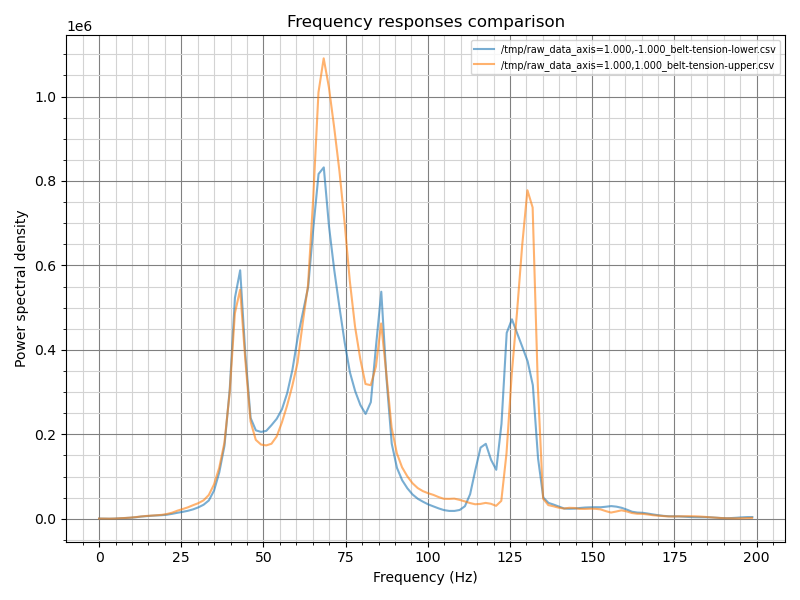 Frequency responses comparison
1e6
/tmp/raw_data_axis=1.000,-1.000_belt-tension-lower.csv
/tmp/raw_data_axis=1.000,1.000_belt-tension-upper.csv
1.0
0.8
0.6
0.4
0.2
0.0
Power spectral density
0 25 50 75 100 125 150 175 200
Frequency (Hz)